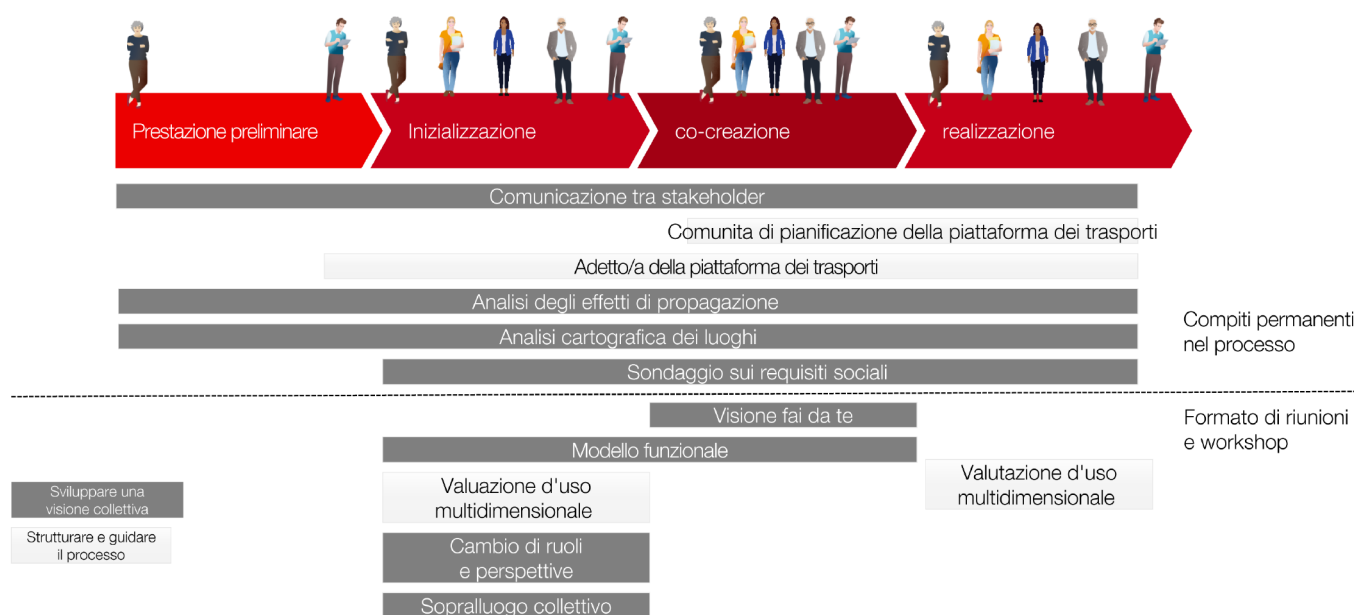 Prestazione preliminare
Inizializzazione
co-creazione
realizzazione
Comunicazione tra stakeholder
Comunita di pianificazione della piattaforma dei trasporti
Adetto/a della piattaforma dei trasporti
Analisi degli effetti di propagazione
Analisi cartografica dei luoghi
Compiti permanenti
nel processo
Sondaggio sui requisiti sociali
Visione fai da te
Formato di riunioni
e workshop
Modello funzionale
Valuazione d'uso
multidimensionale
Valutazione d'uso
multidimensionale
Sviluppare una
visione collettiva
Strutturare e guidare
il processo
Cambio di ruoli
e perspettive
Sopralluogo collettivo